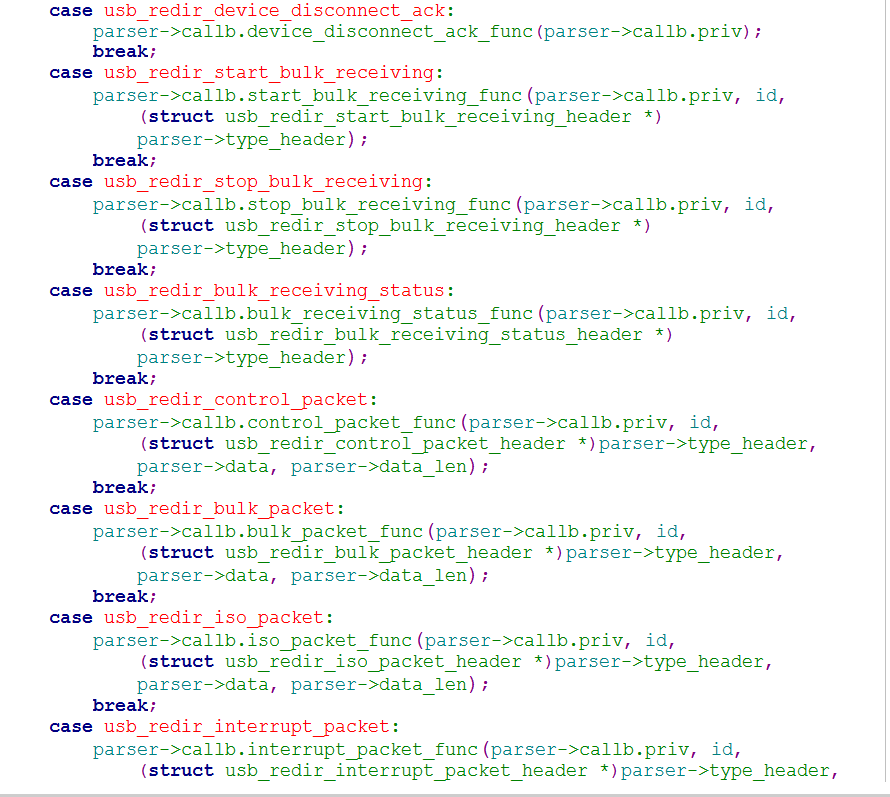 case usb_redir_device_disconnect_ack:
parser->callb.device_disconnect_ack_func(parser->callb.priv);
break;
case usb_redir_start_bulk_receiving:
parser->callb.start_bulk_receiving_func(parser->callb.priv, id,
(struct usb_redir_start_bulk_receiving_header *)
parser->type_header);
break;
case usb_redir_stop_bulk_receiving:
parser->callb.stop_bulk_receiving_func(parser->callb.priv, id,
(struct usb_redir_stop_bulk_receiving_header *)
parser->type_header);
break;
case usb_redir_bulk_receiving_status:
parser->callb.bulk_receiving_status_func(parser->callb.priv, id,
(struct usb_redir_bulk_receiving_status_header *)
parser->type_header);
break;
case usb_redir_control_packet:
parser->callb.control_packet_func(parser->callb.priv, id,
(struct usb_redir_control_packet_header *)parser->type_header,
parser->data, parser->data_len);
break;
case usb_redir_bulk_packet:
parser->callb.bulk_packet_func(parser->callb.priv, id,
(struct usb_redir_bulk_packet_header *)parser->type_header,
parser->data, parser->data_len);
break;
case usb_redir_iso_packet:
parser->callb.iso_packet_func(parser->callb.priv, id,
(struct usb_redir_iso_packet_header *)parser->type_header,
parser->data, parser->data_len);
break;
case usb_redir_interrupt_packet:
parser->callb.interrupt_packet_func(parser->callb.priv, id,
(struct usb_redir_interrupt_packet_header *)parser->type_header,